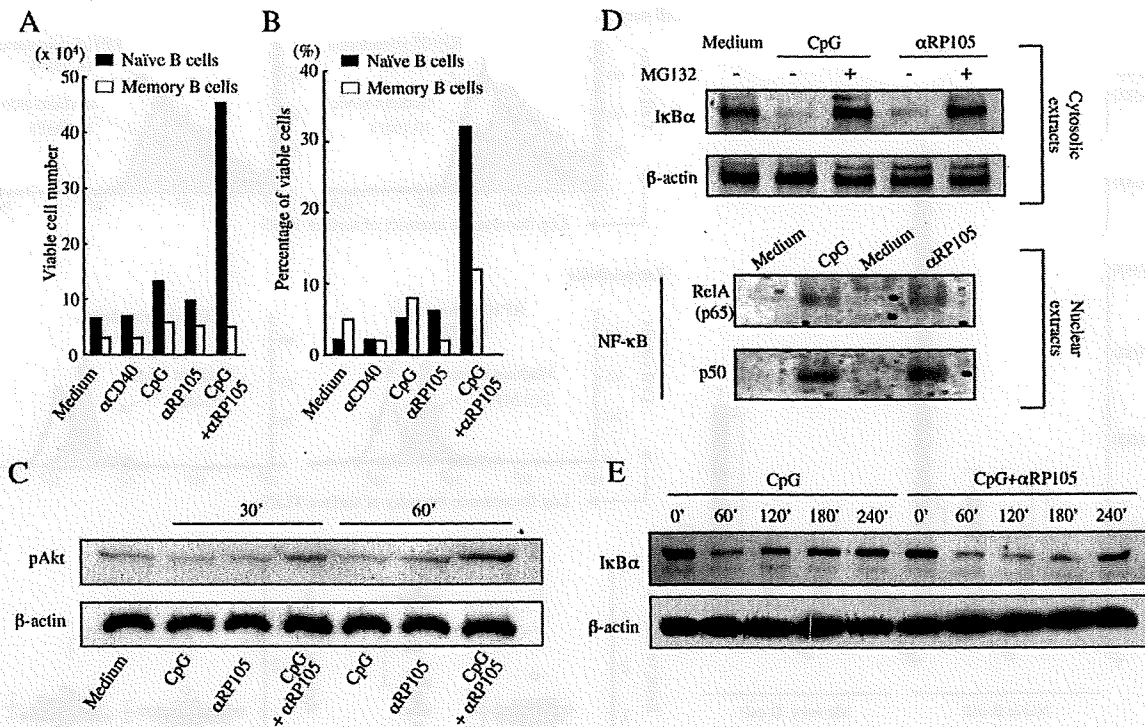 A
(x 10⁴)
Naïve B cells
Memory B cells
50
40
30
20
10
0
Viable cell number
Medium
αCD40
CpG
αRP105
CpG
+αRP105
B
(%)
Naïve B cells
Memory B cells
40
30
20
10
0
Percentage of viable cells
Medium
αCD40
CpG
αRP105
CpG
+αRP105
C
30'
60'
pAkt
β-actin
Medium
CpG
αRP105
CpG
+ αRP105
CpG
αRP105
CpG
+ αRP105
D
Medium
CpG
αRP105
MG132
-
-
+
-
+
IκBα
β-actin
Cytosolic
extracts
Medium
CpG
Medium
αRP105
NF-κB
RelA
(p65)
p50
Nuclear
extracts
E
CpG
CpG+αRP105
0' 60' 120' 180' 240' 0' 60' 120' 180' 240'
IκBα
β-actin